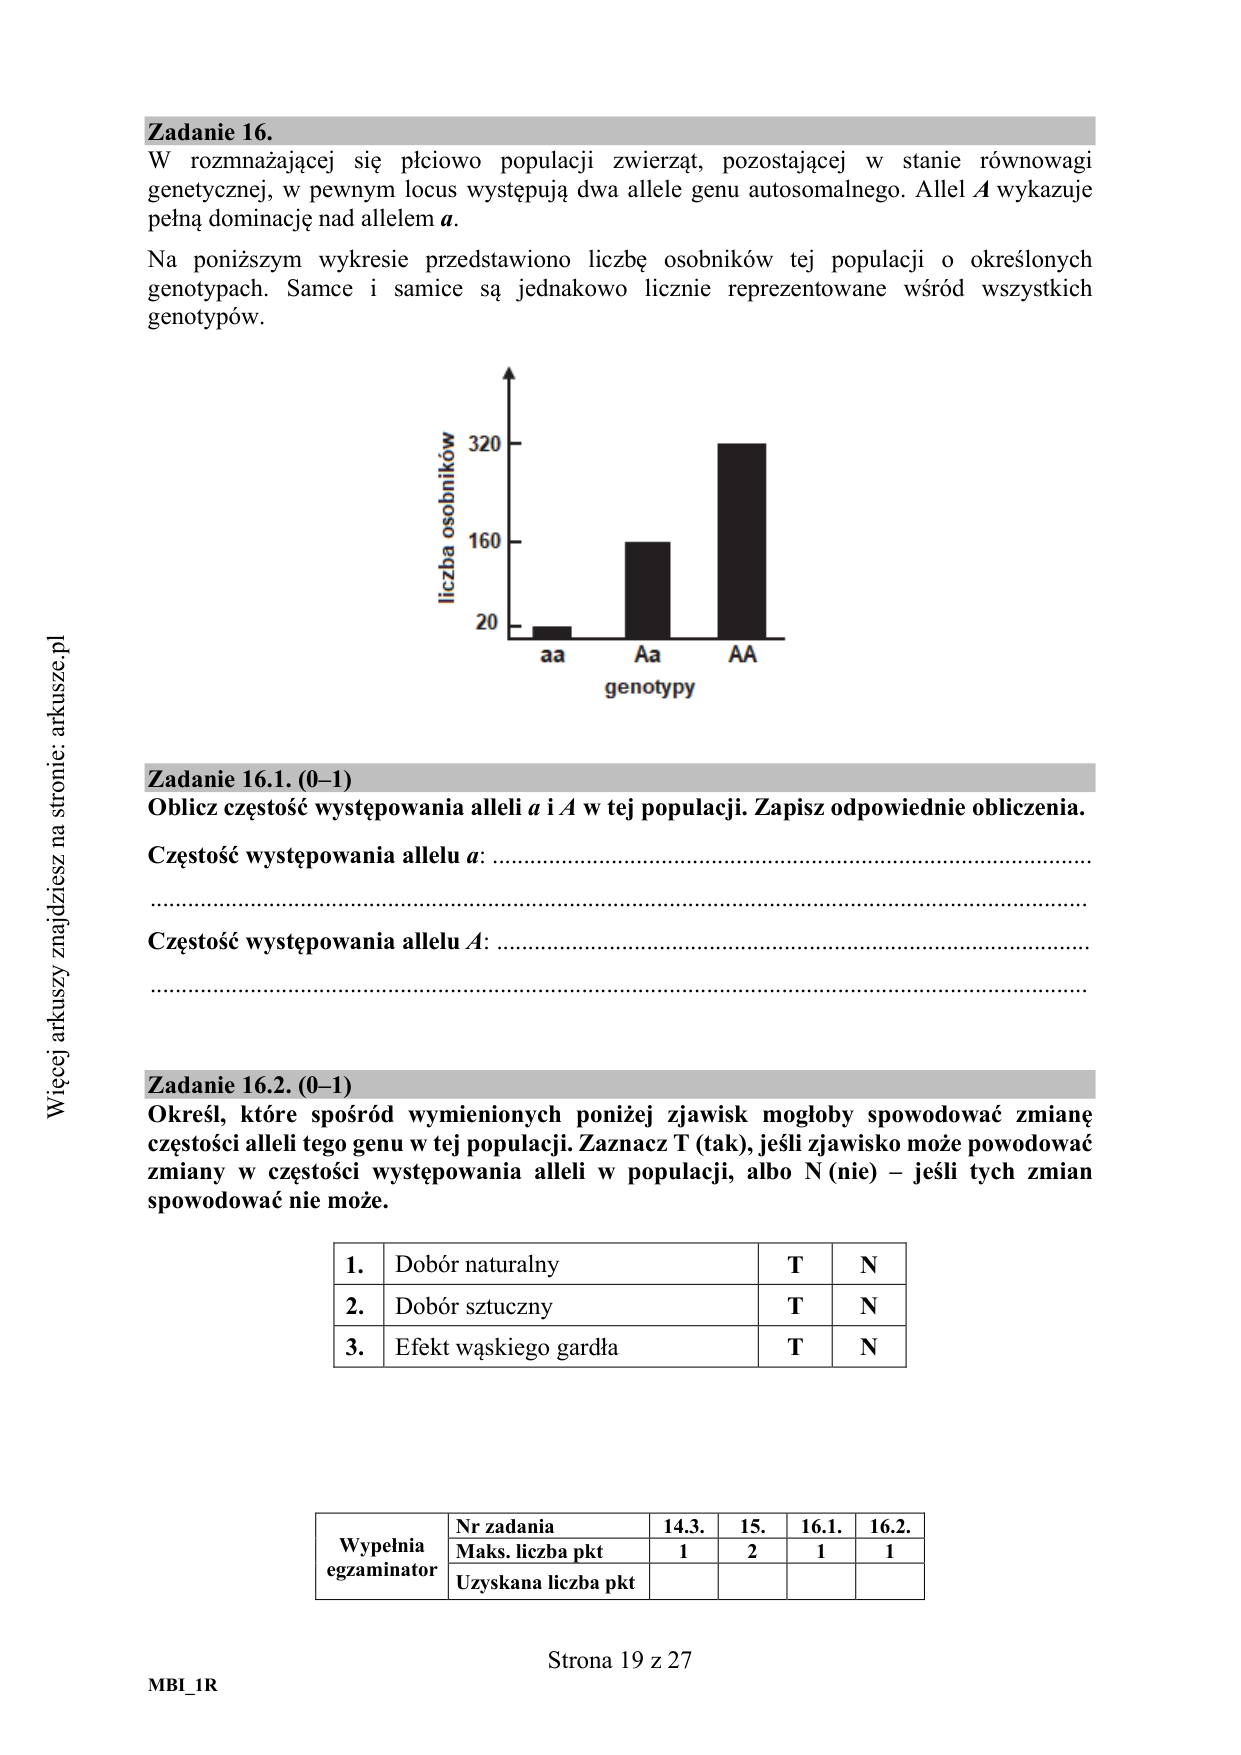 Zadanie 16.
W rozmnażającej się płciowo populacji zwierząt, pozostającej w stanie równowagi
genetycznej, w pewnym locus występują dwa allele genu autosomalnego. Allel A wykazuje
pełną dominację nad allelem a.
Na poniższym wykresie przedstawiono liczbę osobników tej populacji o określonych
genotypach. Samce i samice są jednakowo licznie reprezentowane wśród wszystkich
genotypów.
liczba osobników
320
160
20
aa Aa AA
genotypy
Więcej arkuszy znajdziesz na stronie: arkusze.pl
Zadanie 16.1. (0–1)
Oblicz częstość występowania alleli a i A w tej populacji. Zapisz odpowiednie obliczenia.
Częstość występowania allelu a: ................................................................................................
......................................................................................................................................................
Częstość występowania allelu A: ...............................................................................................
......................................................................................................................................................
Zadanie 16.2. (0–1)
Określ, które spośród wymienionych poniżej zjawisk mogłoby spowodować zmianę
częstości alleli tego genu w tej populacji. Zaznacz T (tak), jeśli zjawisko może powodować
zmiany w częstości występowania alleli w populacji, albo N (nie) – jeśli tych zmian
spowodować nie może.
1. Dobór naturalny T N
2. Dobór sztuczny T N
3. Efekt wąskiego gardła T N
Wypełnia
egzaminator
Nr zadania 14.3. 15. 16.1. 16.2.
Maks. liczba pkt 1 2 1 1
Uzyskana liczba pkt
Strona 19 z 27
MBI_1R